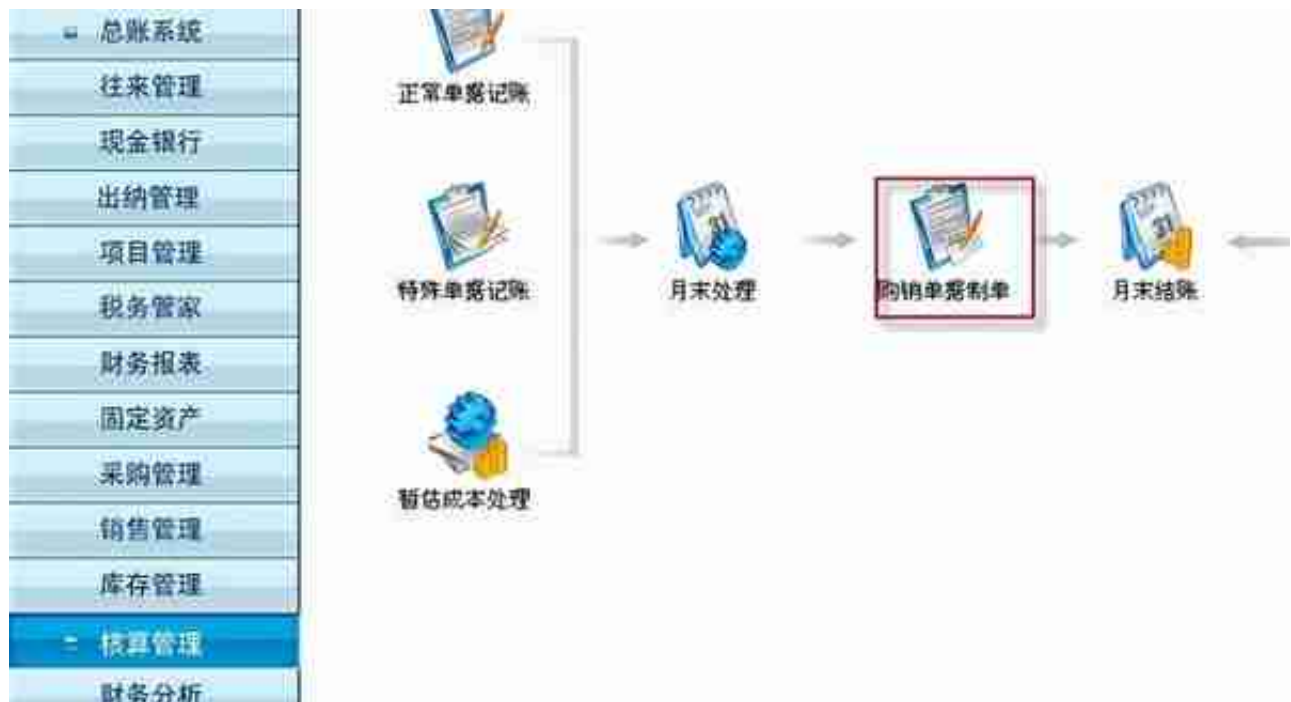 总账系统
往来管理
现金银行
出纳管理
项目管理
税务管家
财务报表
固定资产
采购管理
销售管理
库存管理
核算管理
财务分析
正常单据记账
特殊单据记账
月末处理
31
购销单据制单
月末结账
暂估成本处理